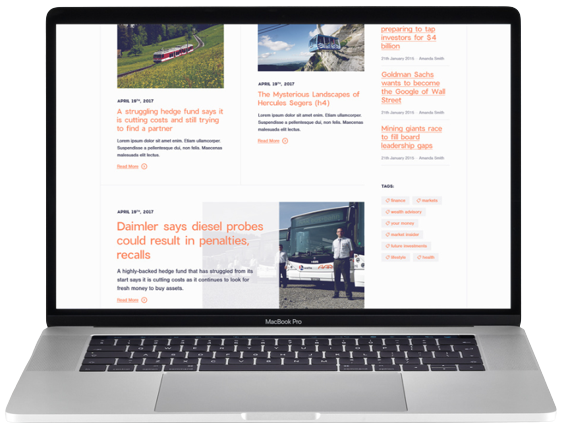 APRIL 18TH, 2017
A struggling hedge fund says it
is cutting costs and still trying
to find a partner
Lorem ipsum dolor sit amet enim. Etiam ullamcorper.
Suspendisse a pellentesque dui, non felis. Maecenas
malesuada elit lectus.
Read More
APRIL 18TH, 2017
The Mysterious Landscapes of
Hercules Segers (h4)
Lorem ipsum dolor sit amet enim. Etiam ullamcorper.
Suspendisse a pellentesque dui, non felis. Maecenas
malesuada elit lectus.
Read More
APRIL 18TH, 2017
Daimler says diesel probes
could result in penalties,
recalls
A highly-backed hedge fund that has struggled from its
start says it is cutting costs as it continues to look for
fresh money to buy assets.
Read More
preparing to tap
investors for $4
billion
21th January 2016 Amanda Smith
Goldman Sachs
wants to become
the Google of Wall
Street
21th January 2016 Amanda Smith
Mining giants race
to fill board
leadership gaps
21th January 2016 Amanda Smith
TAGS:
finance markets
wealth advisory
your money
market master
future investments
lifestyle health
MacBook Pro